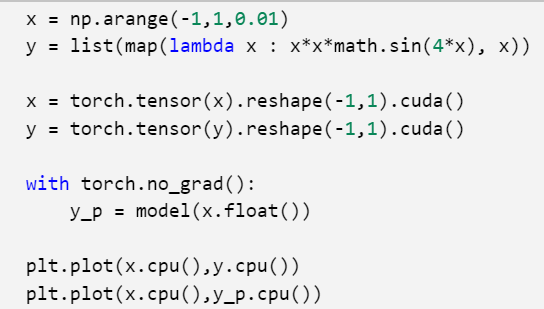 x = np.arange(-1,1,0.01)
y = list(map(lambda x : x*x*math.sin(4*x), x))
x = torch.tensor(x).reshape(-1,1).cuda()
y = torch.tensor(y).reshape(-1,1).cuda()
with torch.no_grad():
    y_p = model(x.float())
plt.plot(x.cpu(),y.cpu())
plt.plot(x.cpu(),y_p.cpu())